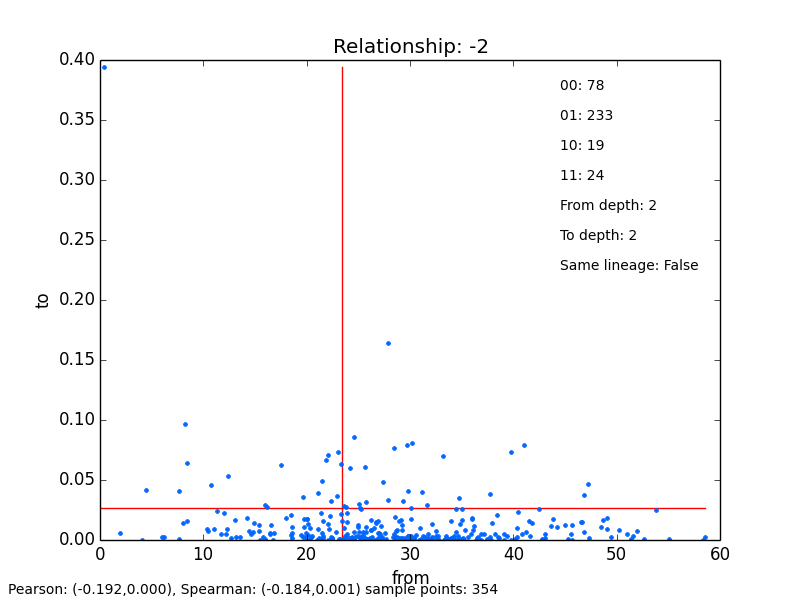 Relationship: -2
0.40
0.35
0.30
0.25
0.20
0.15
0.10
0.05
0.00
to
00: 78
01: 233
10: 19
11: 24
From depth: 2
To depth: 2
Same lineage: False
0 10 20 30 40 50 60
from
Pearson: (-0.192,0.000), Spearman: (-0.184,0.001) sample points: 354